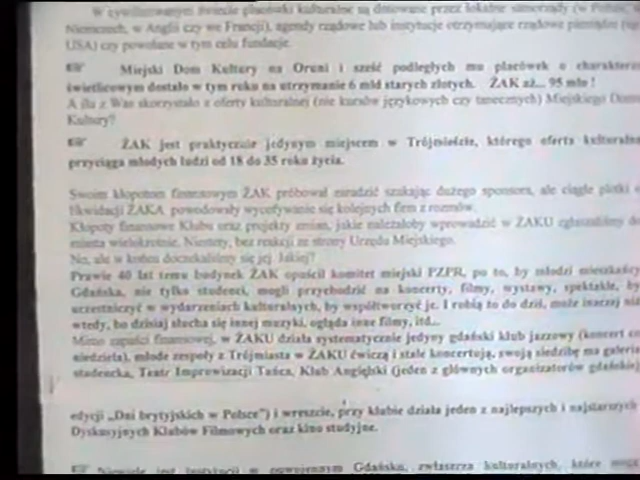 W cywilizowanym świecie placówki kulturalne są dotowane przez lokalne samorządy (w Polsce, w
Niemczech, w Anglii czy we Francji), agendy rządowe lub instytucje otrzymujące rządowe pieniądze
USA) czy powołane w tym celu fundacje.
Miejski Dom Kultury na Oruni i sześć podległych mu placówek o charakterze
świetlicowym dostało w tym roku na utrzymanie 6 mld starych złotych. ŻAK aż... 95 mln !
A ilu z Was skorzystało z oferty kulturalnej (nie kursów językowych czy tanecznych) Miejskiego Domu
Kultury?
ŻAK jest praktycznie jedynym miejscem w Trójmieście, którego oferta kulturalna
przyciąga młodych ludzi od 18 do 35 roku życia.
Swoim kłopotom finansowym ŻAK próbował zaradzić szukając dużego sponsora, ale ciągle plotki o
likwidacji ŻAKA powodowały wycofywanie się kolejnych firm z rozmów.
Kłopoty finansowe Klubu oraz projekty zmian, jakie należałoby wprowadzić w ŻAKU zgłaszaliśmy do
miasta wielokrotnie. Niestety, bez reakcji ze strony Urzędu Miejskiego.
No, ale w końcu doczekaliśmy się jej. Jakiej?
Prawie 40 lat temu budynek ŻAK opuścił komitet miejski PZPR, po to, by młodzi mieszkańcy
Gdańska, nie tylko studenci, mogli przychodzić na koncerty, filmy, wystawy, spektakle, by
uczestniczyć w wydarzeniach kulturalnych, by współtworzyć je. I robią to do dziś, może inaczej niż
wtedy, bo dzisiaj słucha się innej muzyki, ogląda inne filmy, itd...
Mimo zapaści finansowej, w ŻAKU działa systematycznie jedyny gdański klub jazzowy (koncert co
niedziela), młode zespoły z Trójmiasta w ŻAKU ćwiczą i stale koncertują, swoją siedzibę ma galeria
studencka, Teatr Improwizacji Tańca, Klub Angielski (jeden z głównych organizatorów gdańskiej
edycji „Dni brytyjskich w Polsce”) i wreszcie, przy klubie działa jeden z najlepszych i najstarszych
Dyskusyjnych Klubów Filmowych oraz kino studyjne.
Niewiele jest instytucji w powojennym Gdańsku, zwłaszcza kulturalnych, które